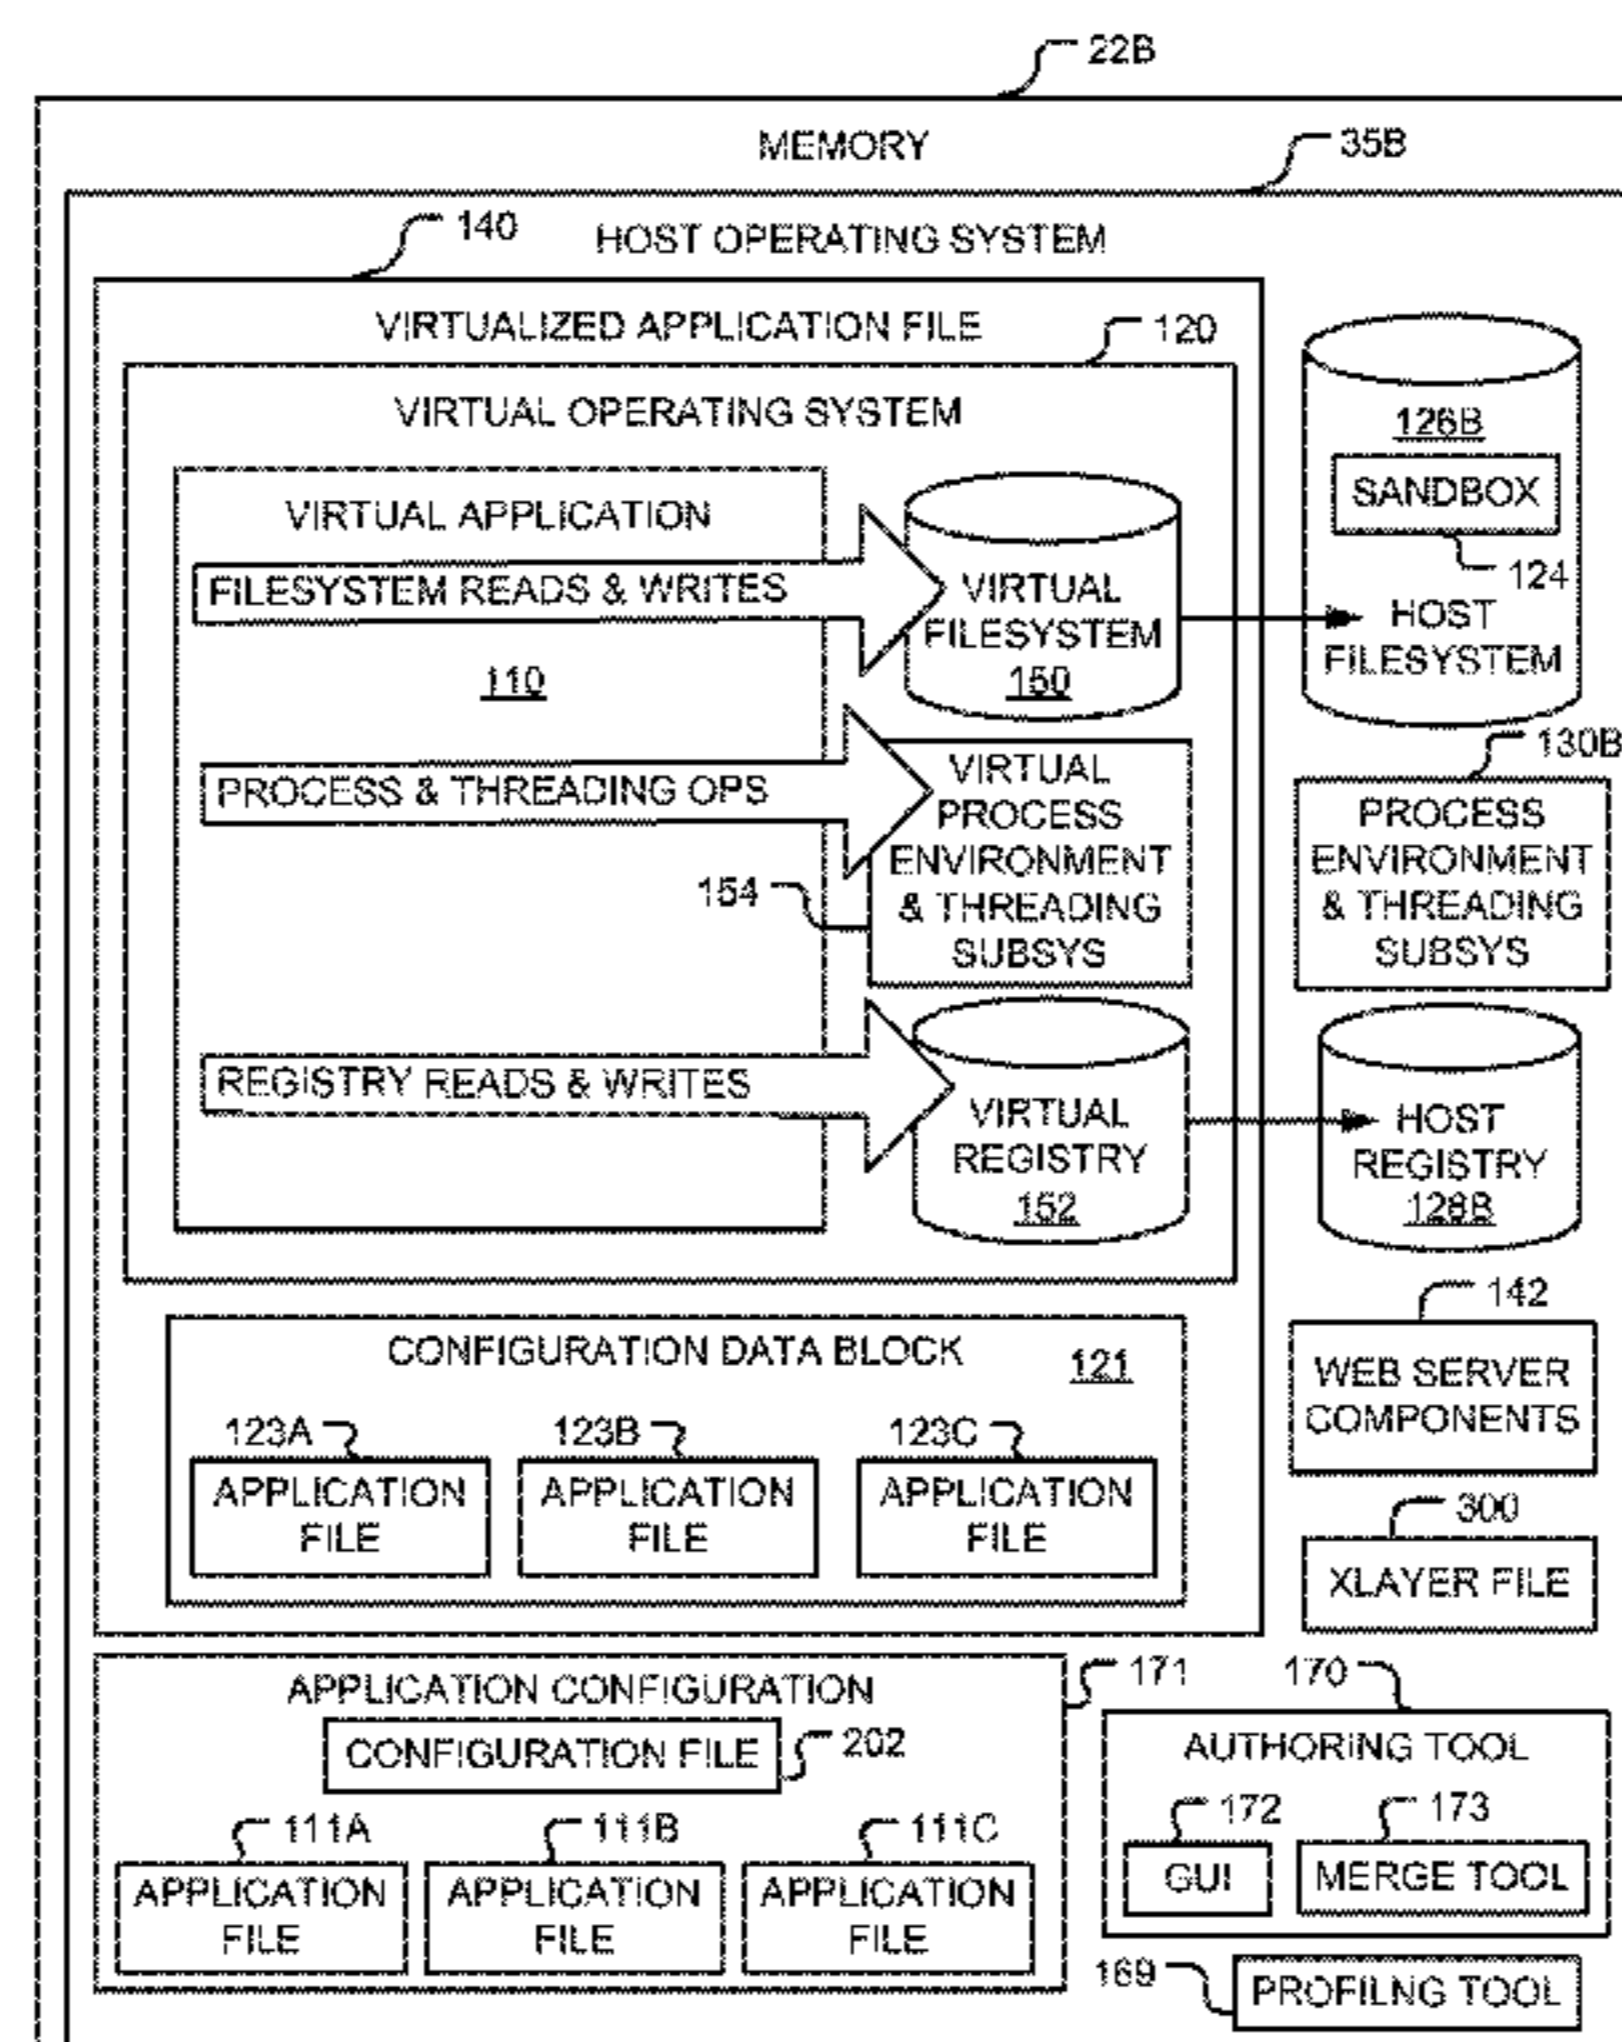 22B
MEMORY
35B
140
HOST OPERATING SYSTEM
VIRTUALIZED APPLICATION FILE
120
VIRTUAL OPERATING SYSTEM
126B
SANDBOX
124
HOST
FILESYSTEM
VIRTUAL APPLICATION
FILESYSTEM READS & WRITES
VIRTUAL
FILESYSTEM
150
110
130B
PROCESS & THREADING OPS
VIRTUAL
PROCESS
ENVIRONMENT
& THREADING
SUBSYS
154
PROCESS
ENVIRONMENT
& THREADING
SUBSYS
REGISTRY READS & WRITES
VIRTUAL
REGISTRY
152
HOST
REGISTRY
128B
142
WEB SERVER
COMPONENTS
CONFIGURATION DATA BLOCK
121
123A
APPLICATION
FILE
123B
APPLICATION
FILE
123C
APPLICATION
FILE
300
XLAYER FILE
APPLICATION CONFIGURATION
171
CONFIGURATION FILE
202
111A
APPLICATION
FILE
111B
APPLICATION
FILE
111C
APPLICATION
FILE
170
AUTHORING TOOL
172
GUI
173
MERGE TOOL
169
PROFILNG TOOL